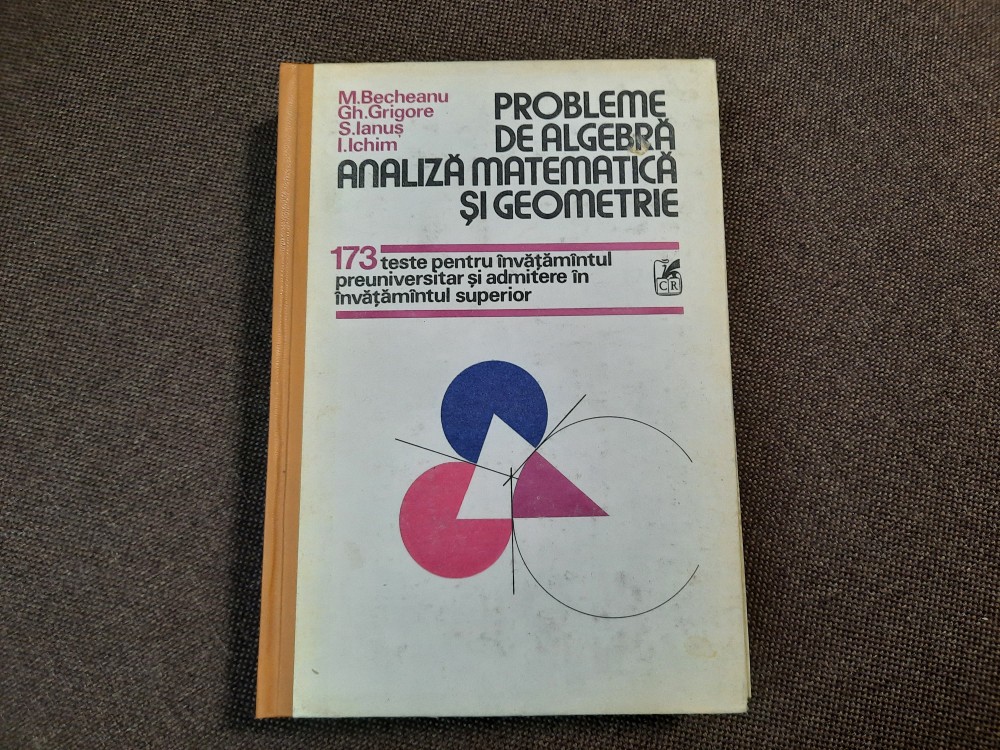 M.Becheanu
Gh.Grigore
S.Ianuș
I.Ichim
PROBLEME
DE ALGEBRĂ
ANALIZĂ MATEMATICĂ
ȘI GEOMETRIE
173 teste pentru învățămîntul
preuniversitar și admitere în
învățămîntul superior
CR